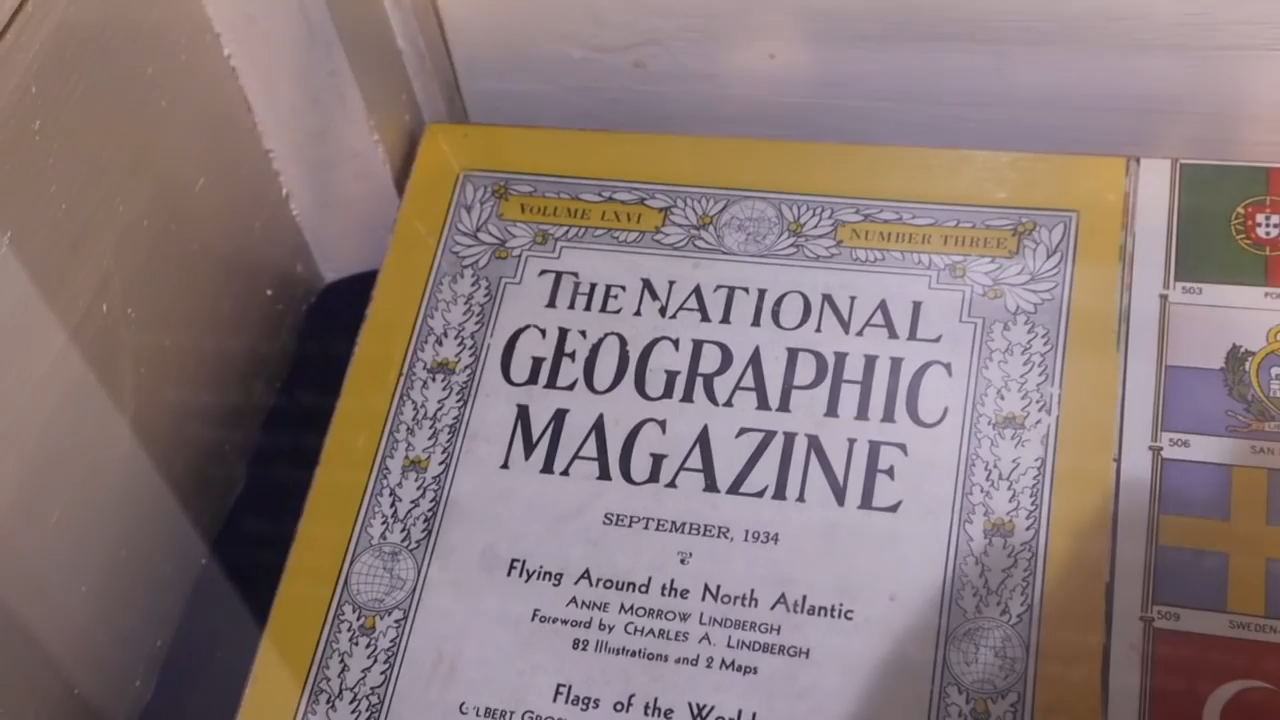 VOLUME LXVI
NUMBER THREE
THE NATIONAL
GEOGRAPHIC
MAGAZINE
SEPTEMBER, 1934
Flying Around the North Atlantic
ANNE MORROW LINDBERGH
Foreword by CHARLES A. LINDBERGH
82 Illustrations and 2 Maps
Flags of the
503
506
SAN
509
SWEDEN